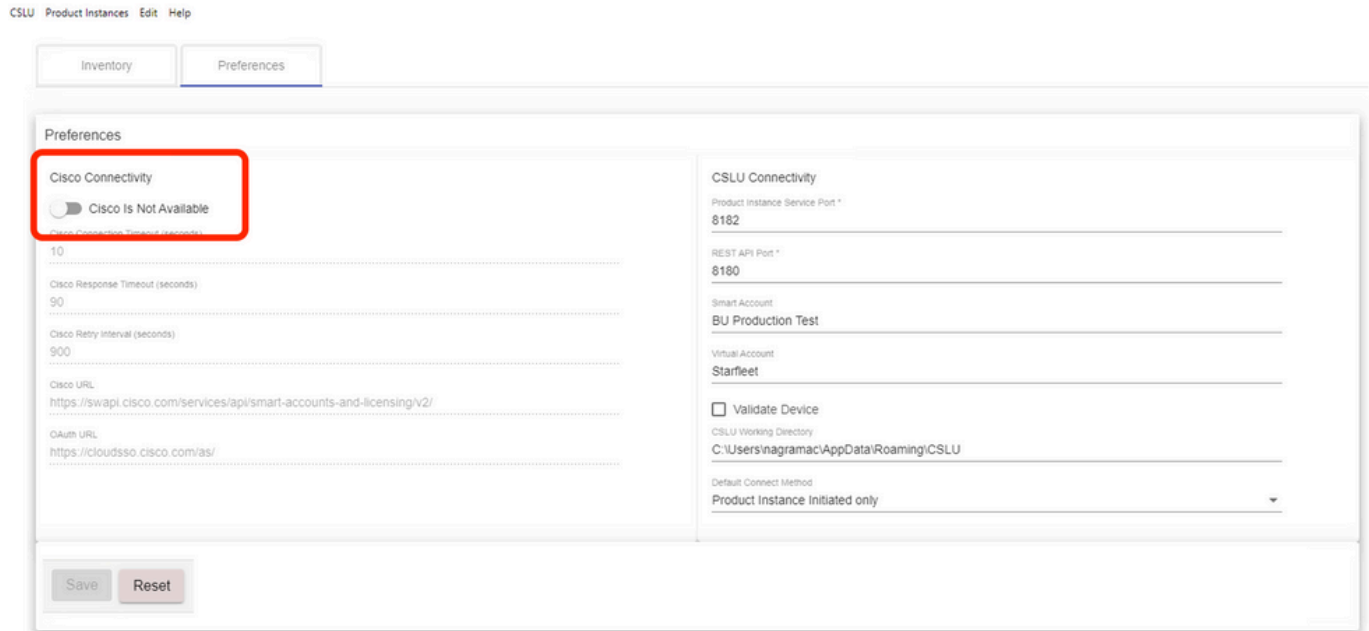 CSLU Product Instances Edit Help
Inventory Preferences
Preferences
Cisco Connectivity
Cisco Is Not Available
Cisco Connection Timeout (seconds)
10
Cisco Response Timeout (seconds)
90
Cisco Retry Interval (seconds)
900
Cisco URL
https://swapi.cisco.com/services/api/smart-accounts-and-licensing/v2/
OAuth URL
https://cloudsso.cisco.com/as/
CSLU Connectivity
Product Instance Service Port *
8182
REST API Port *
8180
Smart Account
BU Production Test
Virtual Account
Starfleet
Validate Device
CSLU Working Directory
C:\Users\nagramac\AppData\Roaming\CSLU
Default Connect Method
Product Instance Initiated only
Save Reset